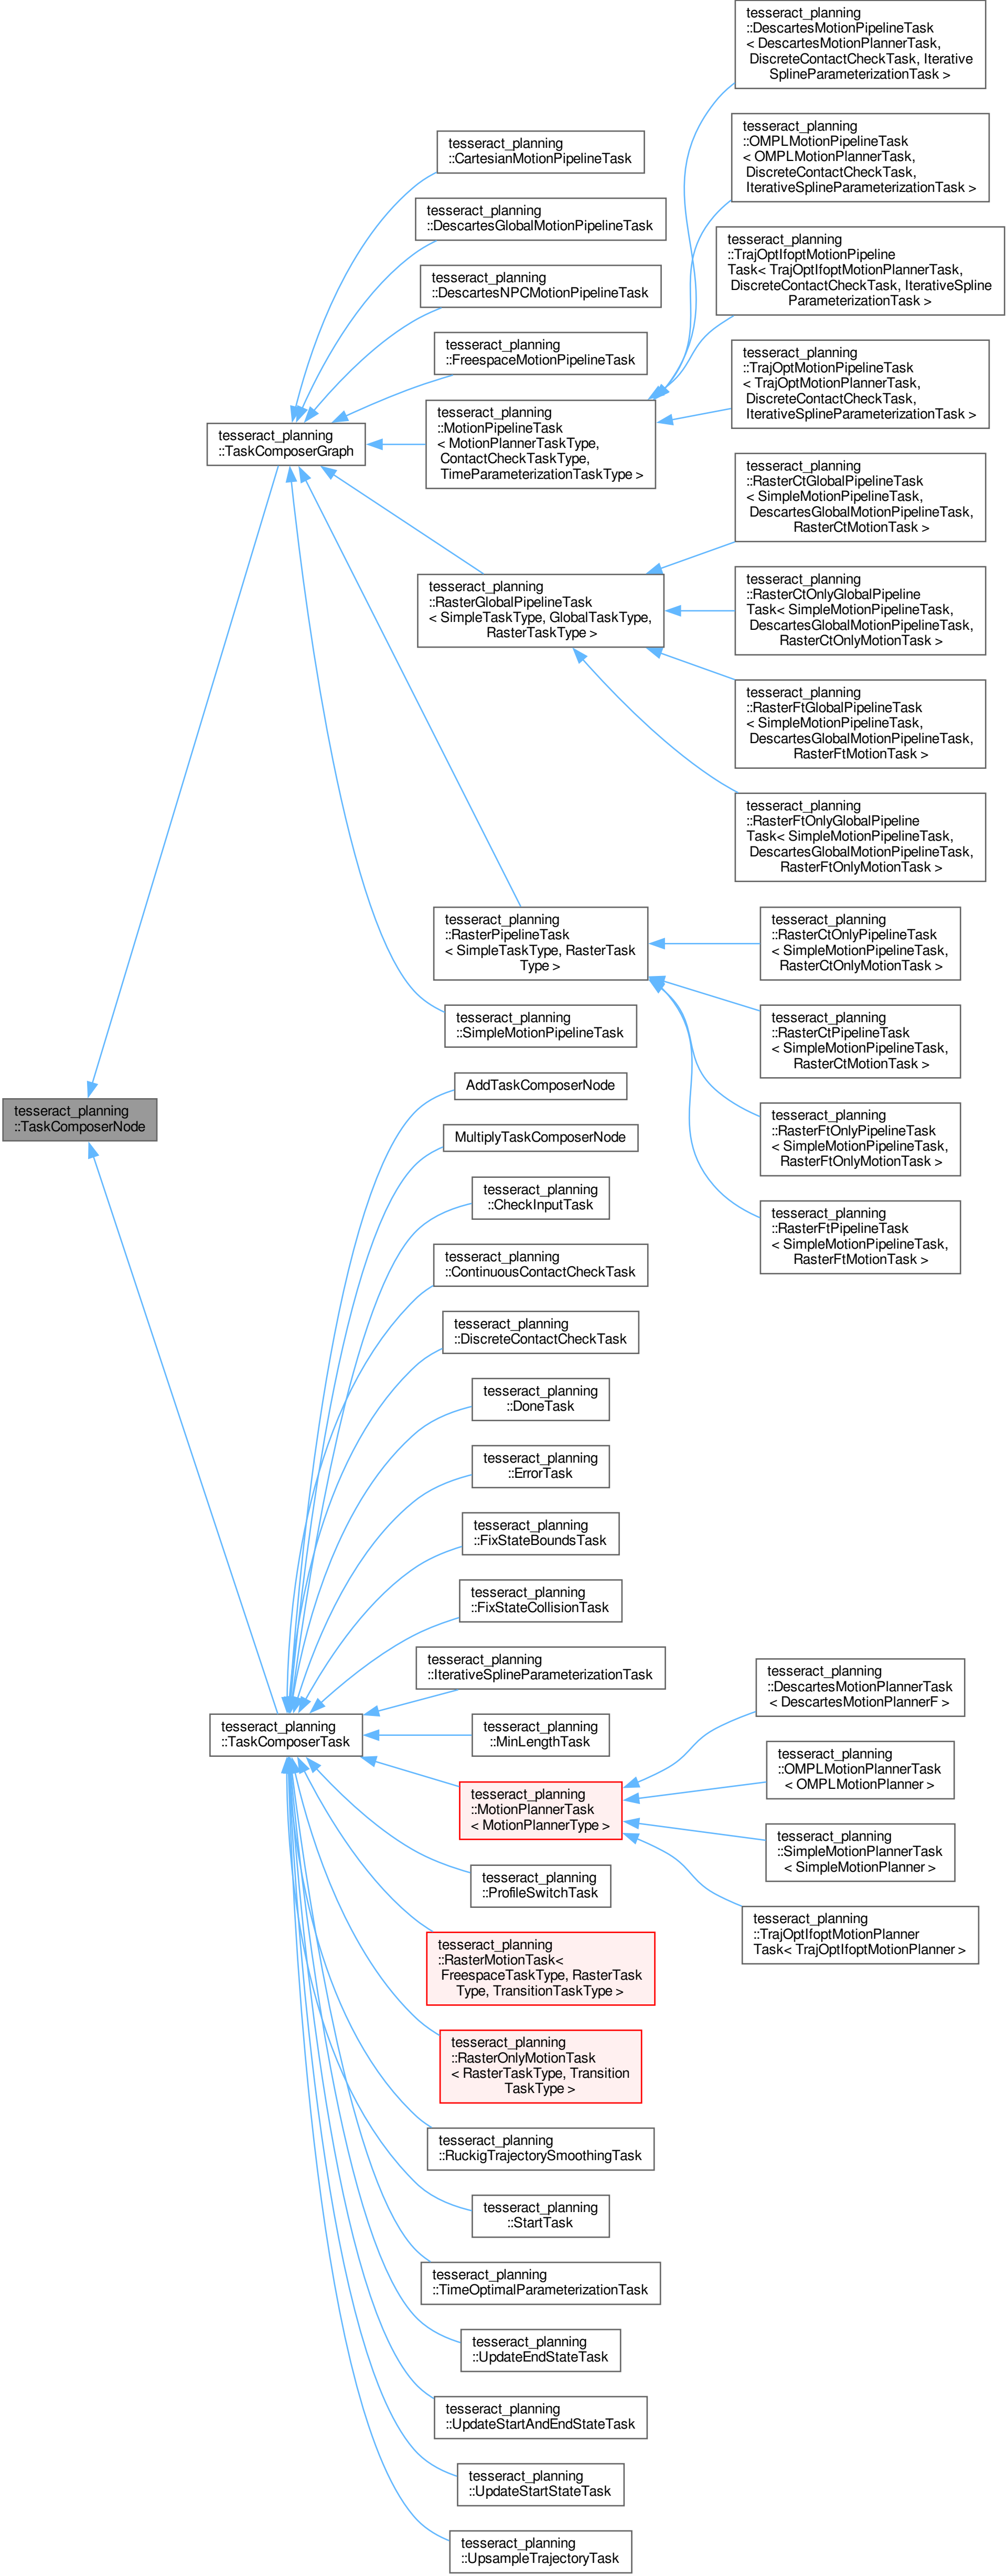 tesseract_planning
::DescartesMotionPipelineTask
< DescartesMotionPlannerTask,
DiscreteContactCheckTask, Iterative
SplineParameterizationTask >
tesseract_planning
::OMPLMotionPipelineTask
< OMPLMotionPlannerTask,
DiscreteContactCheckTask,
IterativeSplineParameterizationTask >
tesseract_planning
::CartesianMotionPipelineTask
tesseract_planning
::DescartesGlobalMotionPipelineTask
tesseract_planning
::TrajOptIfoptMotionPipeline
Task< TrajOptIfoptMotionPlannerTask,
DiscreteContactCheckTask, IterativeSpline
ParameterizationTask >
tesseract_planning
::DescartesNPCMotionPipelineTask
tesseract_planning
::FreespaceMotionPipelineTask
tesseract_planning
::TrajOptMotionPipelineTask
< TrajOptMotionPlannerTask,
DiscreteContactCheckTask,
IterativeSplineParameterizationTask >
tesseract_planning
::MotionPipelineTask
< MotionPlannerTaskType,
ContactCheckTaskType,
TimeParameterizationTaskType >
tesseract_planning
::TaskComposerGraph
tesseract_planning
::RasterCtGlobalPipelineTask
< SimpleMotionPipelineTask,
DescartesGlobalMotionPipelineTask,
RasterCtMotionTask >
tesseract_planning
::RasterGlobalPipelineTask
< SimpleTaskType, GlobalTaskType,
RasterTaskType >
tesseract_planning
::RasterCtOnlyGlobalPipeline
Task< SimpleMotionPipelineTask,
DescartesGlobalMotionPipelineTask,
RasterCtOnlyMotionTask >
tesseract_planning
::RasterFtGlobalPipelineTask
< SimpleMotionPipelineTask,
DescartesGlobalMotionPipelineTask,
RasterFtMotionTask >
tesseract_planning
::RasterFtOnlyGlobalPipeline
Task< SimpleMotionPipelineTask,
DescartesGlobalMotionPipelineTask,
RasterFtOnlyMotionTask >
tesseract_planning
::RasterPipelineTask
< SimpleTaskType, RasterTask
Type >
tesseract_planning
::RasterCtOnlyPipelineTask
< SimpleMotionPipelineTask,
RasterCtOnlyMotionTask >
tesseract_planning
::SimpleMotionPipelineTask
tesseract_planning
::RasterCtPipelineTask
< SimpleMotionPipelineTask,
RasterCtMotionTask >
AddTaskComposerNode
tesseract_planning
::TaskComposerNode
MultiplyTaskComposerNode
tesseract_planning
::RasterFtOnlyPipelineTask
< SimpleMotionPipelineTask,
RasterFtOnlyMotionTask >
tesseract_planning
::CheckInputTask
tesseract_planning
::RasterFtPipelineTask
< SimpleMotionPipelineTask,
RasterFtMotionTask >
tesseract_planning
::ContinuousContactCheckTask
tesseract_planning
::DiscreteContactCheckTask
tesseract_planning
::DoneTask
tesseract_planning
::ErrorTask
tesseract_planning
::FixStateBoundsTask
tesseract_planning
::FixStateCollisionTask
tesseract_planning
::IterativeSplineParameterizationTask
tesseract_planning
::DescartesMotionPlannerTask
< DescartesMotionPlannerF >
tesseract_planning
::TaskComposerTask
tesseract_planning
::MinLengthTask
tesseract_planning
::OMPLMotionPlannerTask
< OMPLMotionPlanner >
tesseract_planning
::MotionPlannerTask
< MotionPlannerType >
tesseract_planning
::SimpleMotionPlannerTask
< SimpleMotionPlanner >
tesseract_planning
::ProfileSwitchTask
tesseract_planning
::TrajOptIfoptMotionPlanner
Task< TrajOptIfoptMotionPlanner >
tesseract_planning
::RasterMotionTask<
FreespaceTaskType, RasterTask
Type, TransitionTaskType >
tesseract_planning
::RasterOnlyMotionTask
< RasterTaskType, Transition
TaskType >
tesseract_planning
::RuckigTrajectorySmoothingTask
tesseract_planning
::StartTask
tesseract_planning
::TimeOptimalParameterizationTask
tesseract_planning
::UpdateEndStateTask
tesseract_planning
::UpdateStartAndEndStateTask
tesseract_planning
::UpdateStartStateTask
tesseract_planning
::UpsampleTrajectoryTask